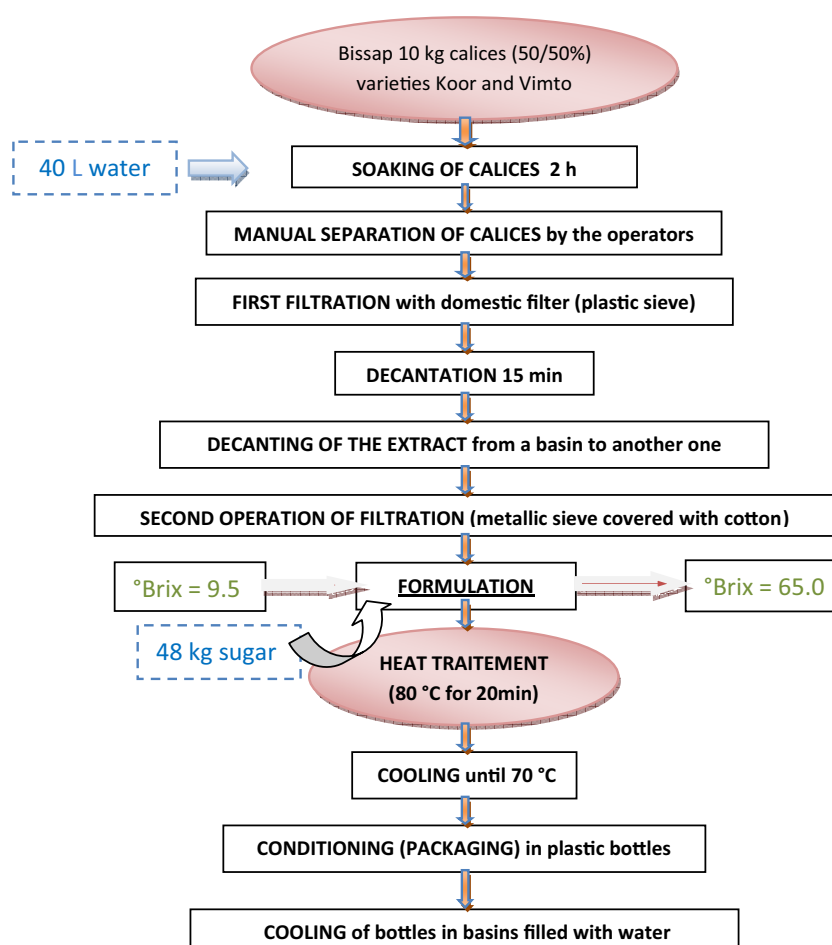 Bissap 10 kg calices (50/50%)
varieties Koor and Vimto
40 L water
SOAKING OF CALICES 2 h
MANUAL SEPARATION OF CALICES by the operators
FIRST FILTRATION with domestic filter (plastic sieve)
DECANTATION 15 min
DECANTING OF THE EXTRACT from a basin to another one
SECOND OPERATION OF FILTRATION (metallic sieve covered with cotton)
°Brix = 9.5
FORMULATION
°Brix = 65.0
48 kg sugar
HEAT TRAITEMENT
(80 °C for 20min)
COOLING until 70 °C
CONDITIONING (PACKAGING) in plastic bottles
COOLING of bottles in basins filled with water